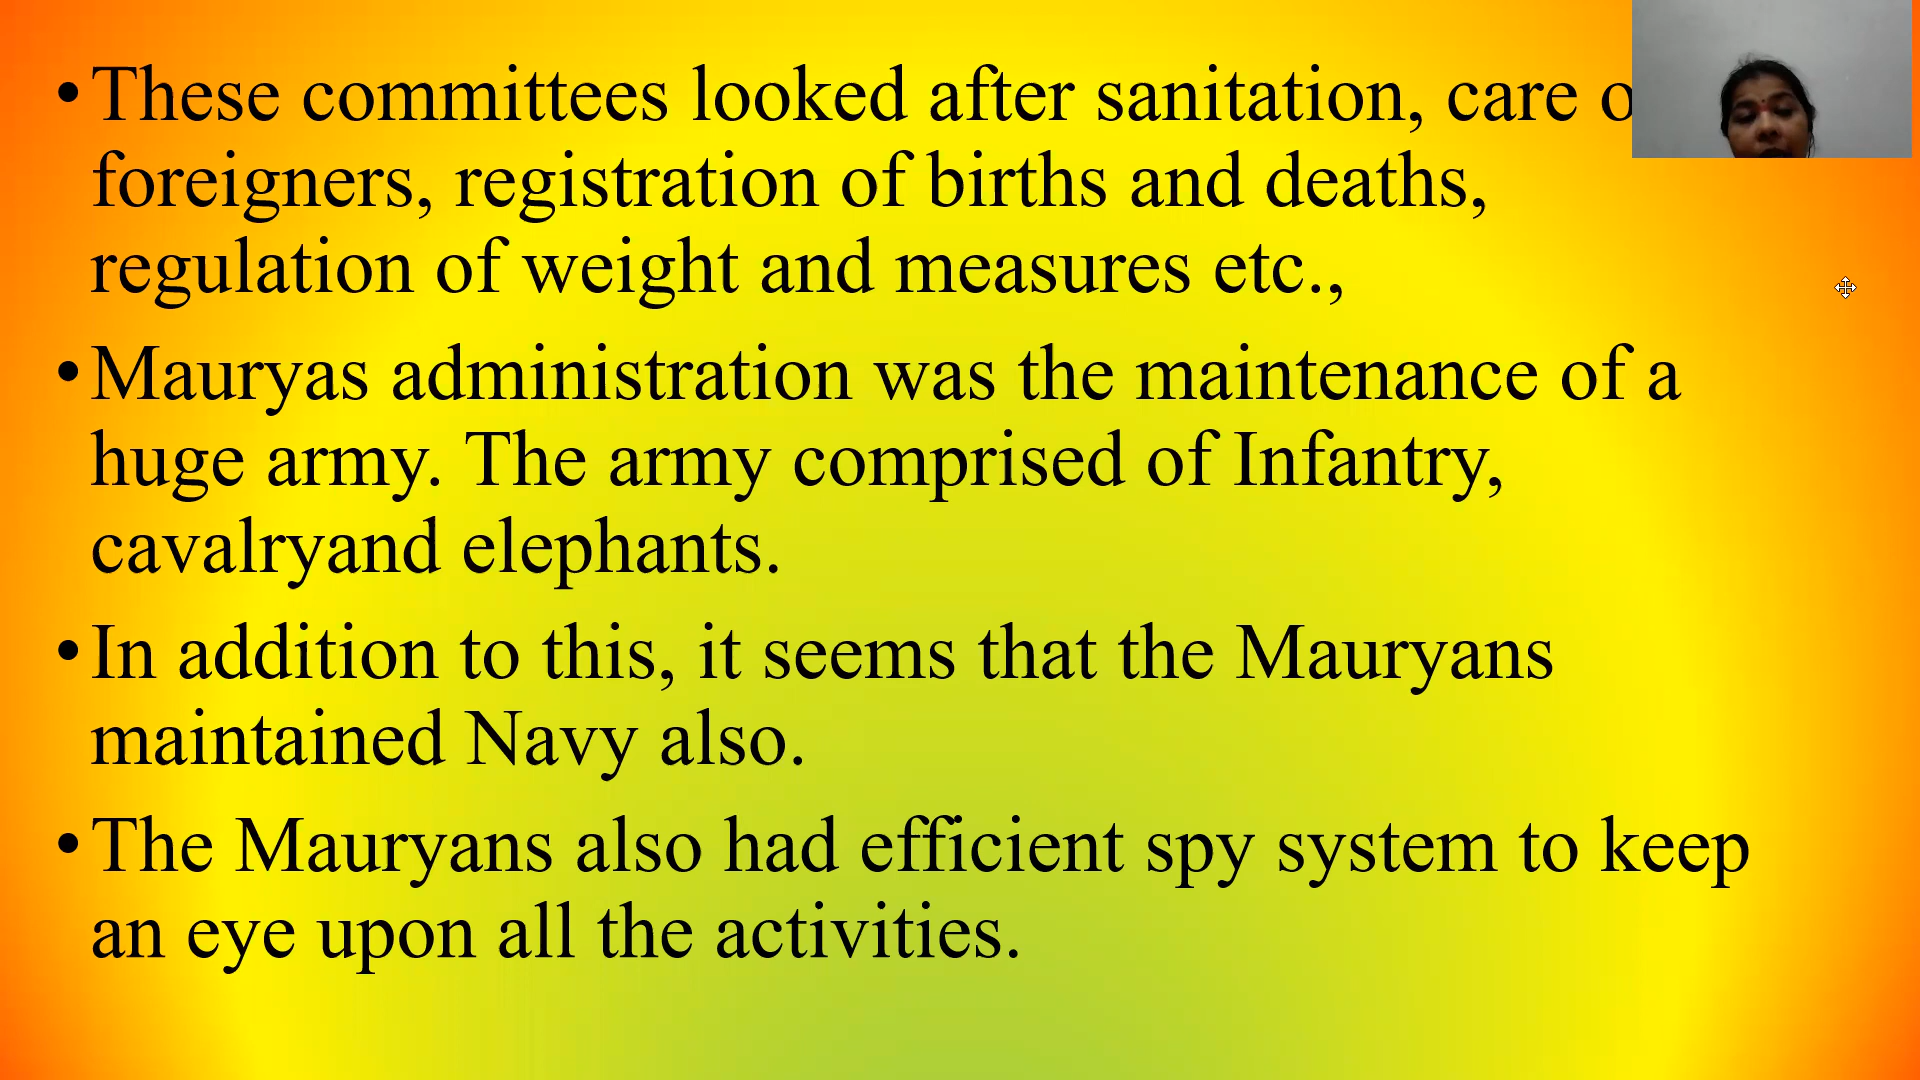 • These committees looked after sanitation, care
foreigners, registration of births and deaths,
regulation of weight and measures etc.,
• Mauryas administration was the maintenance of a
huge army. The army comprised of Infantry,
cavalryand elephants.
• In addition to this, it seems that the Mauryans
maintained Navy also.
• The Mauryans also had efficient spy system to keep
an eye upon all the activities.